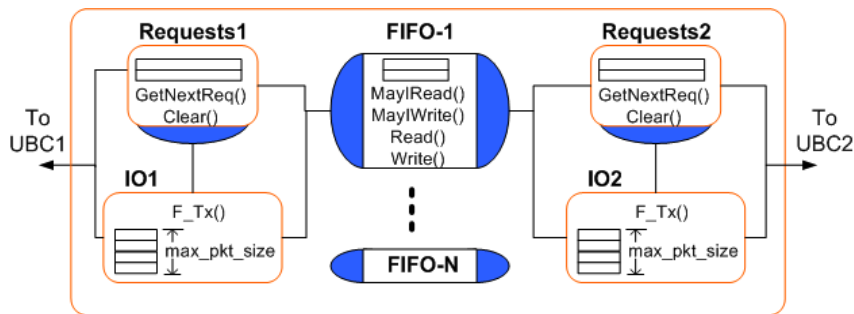 Requests1
FIFO-1
Requests2
GetNextReq()
Clear()
MayIRead()
MayIWrite()
Read()
Write()
GetNextReq()
Clear()
To
UBC1
To
UBC2
IO1
F_Tx()
max_pkt_size
FIFO-N
IO2
F_Tx()
max_pkt_size